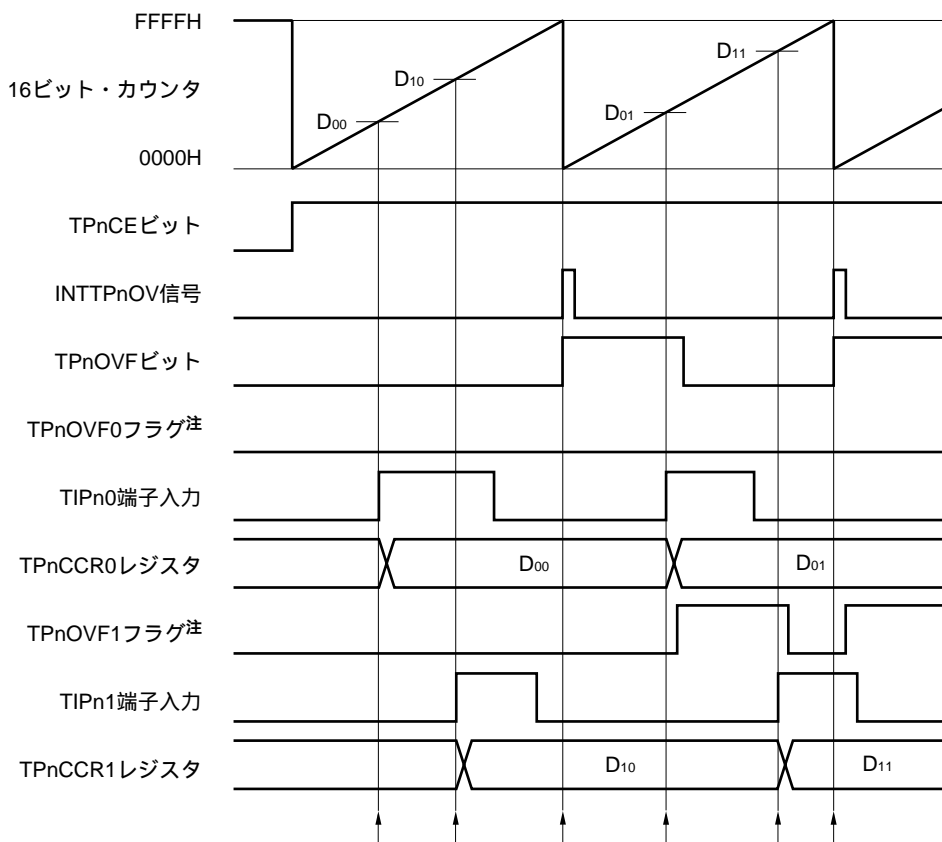 FFFFH
D11
D10
16ビット・カウンタ
D00
D01
0000H
TPnCEビット
INTTPnOV信号
TPnOVFビット
TPnOVF0フラグ注
TIPn0端子入力
TPnCCR0レジスタ
D00
D01
TPnOVF1フラグ注
TIPn1端子入力
TPnCCR1レジスタ
D10
D11